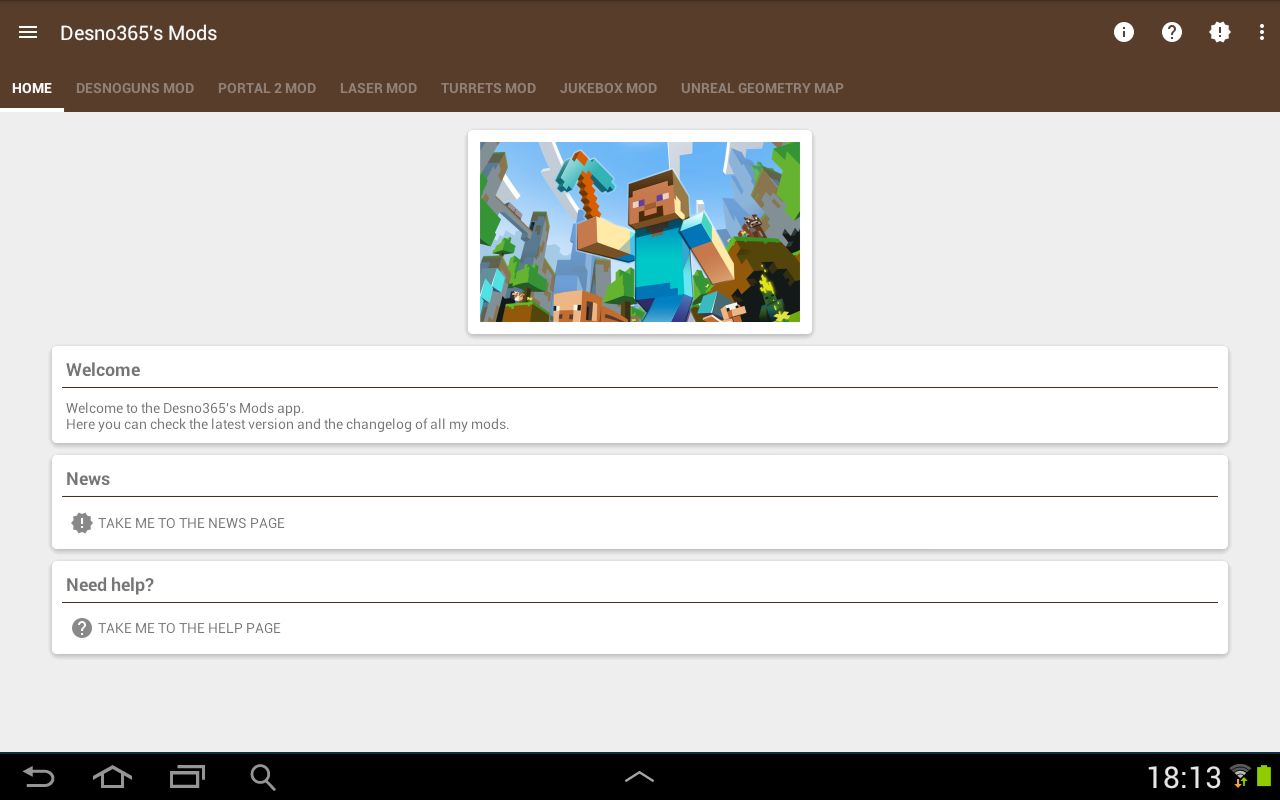 Desno365's Mods
HOME DESNOGUNS MOD PORTAL 2 MOD LASER MOD TURRETS MOD JUKEBOX MOD UNREAL GEOMETRY MAP
Welcome
Welcome to the Desno365's Mods app.
Here you can check the latest version and the changelog of all my mods.
News
TAKE ME TO THE NEWS PAGE
Need help?
TAKE ME TO THE HELP PAGE
18:13